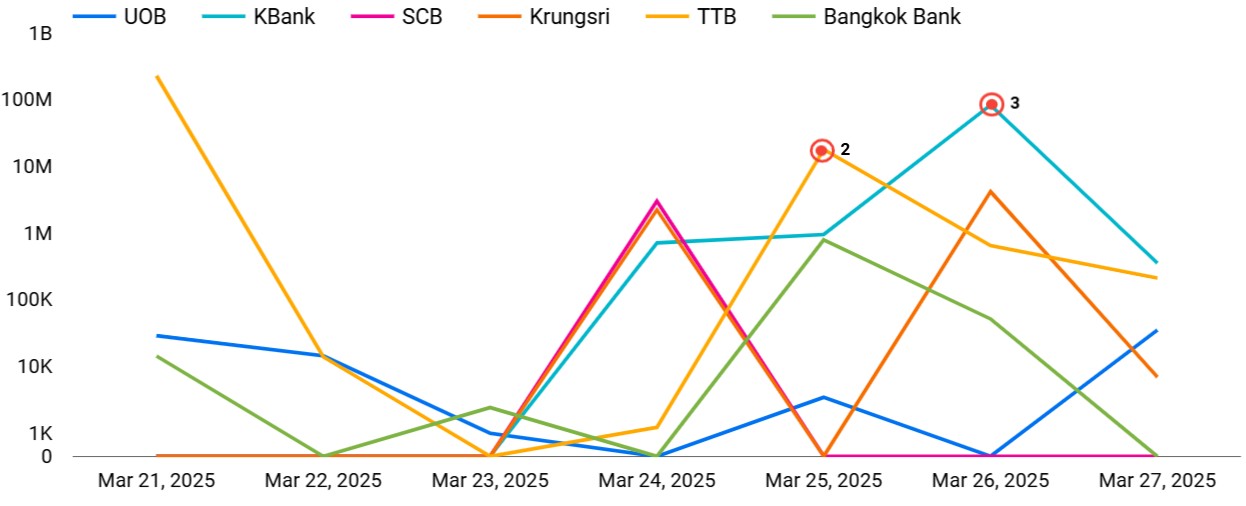 UOB KBank SCB Krungsri TTB Bangkok Bank
1B
100M
3
2
10M
1M
100K
10K
1K
0
Mar 21, 2025 Mar 22, 2025 Mar 23, 2025 Mar 24, 2025 Mar 25, 2025 Mar 26, 2025 Mar 27, 2025